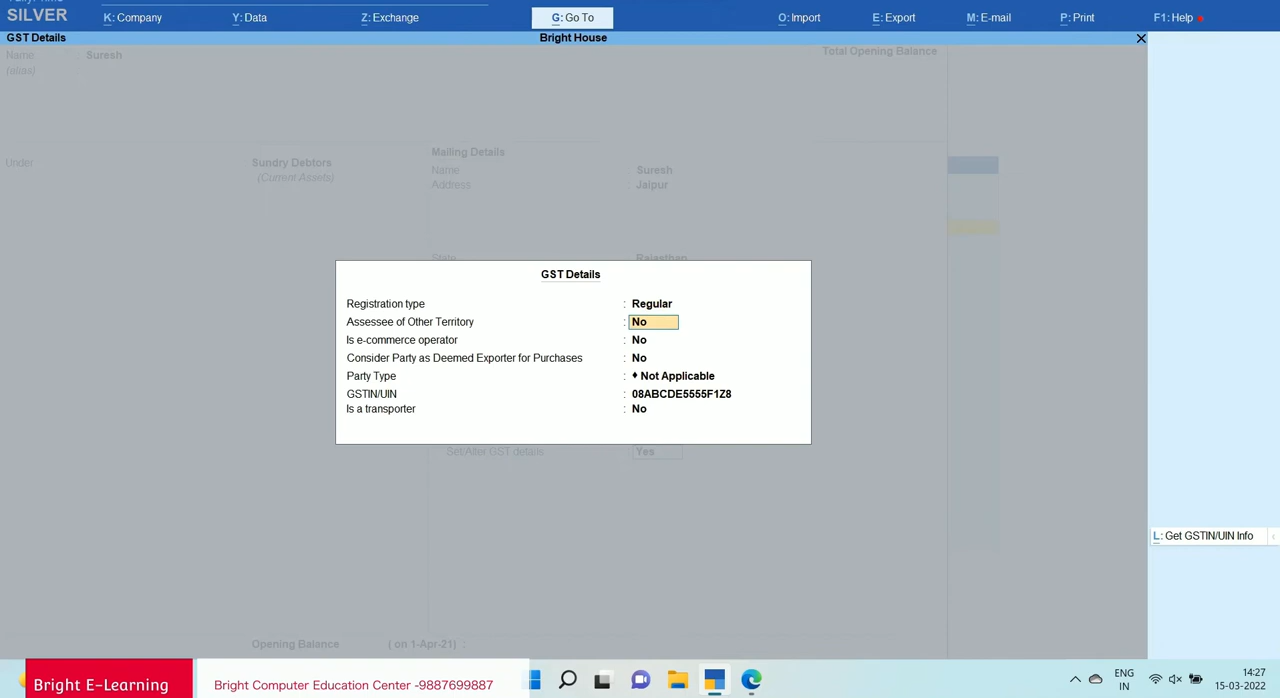 SILVER
K: Company
Y: Data
Z: Exchange
G: Go To
O: Import
E: Export
M: E-mail
P: Print
F1: Help
GST Details
Bright House
Name : Suresh
Total Opening Balance
(alias)
Under
Sundry Debtors
(Current Assets)
Mailing Details
Name : Suresh
Address : Jaipur
State : Rajasthan
GST Details
Registration type : Regular
Assessee of Other Territory : No
Is e-commerce operator : No
Consider Party as Deemed Exporter for Purchases : No
Party Type : ♦ Not Applicable
GSTIN/UIN : 08ABCDE5555F1Z8
Is a transporter : No
Set/Alter GST details : Yes
L: Get GSTIN/UIN Info
Opening Balance ( on 1-Apr-21) :
Bright E-Learning
Bright Computer Education Center -9887699887
ENG
IN
14:27
15-03-2022